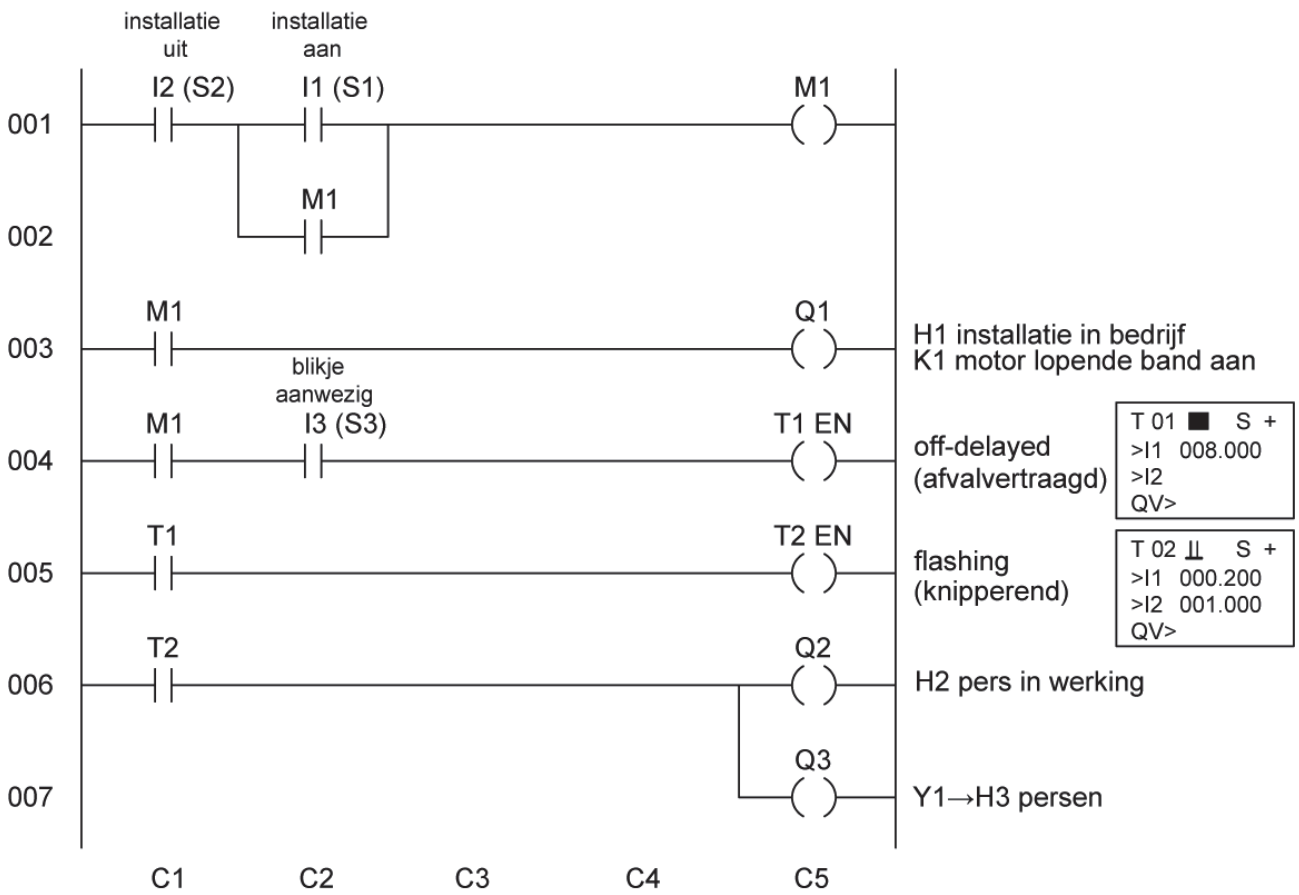 installatie uit
installatie aan
I2 (S2)
I1 (S1)
M1
001
M1
002
M1
Q1
003
H1 installatie in bedrijf
K1 motor lopende band aan
blikje aanwezig
M1
I3 (S3)
T1 EN
004
off-delayed
(afvalvertraagd)
T 01 ■ S +
>I1 008.000
>I2
QV>
T1
T2 EN
005
flashing
(knipperend)
T 02 ⨿ S +
>I1 000.200
>I2 001.000
QV>
T2
Q2
006
H2 pers in werking
Q3
007
Y1→H3 persen
C1 C2 C3 C4 C5